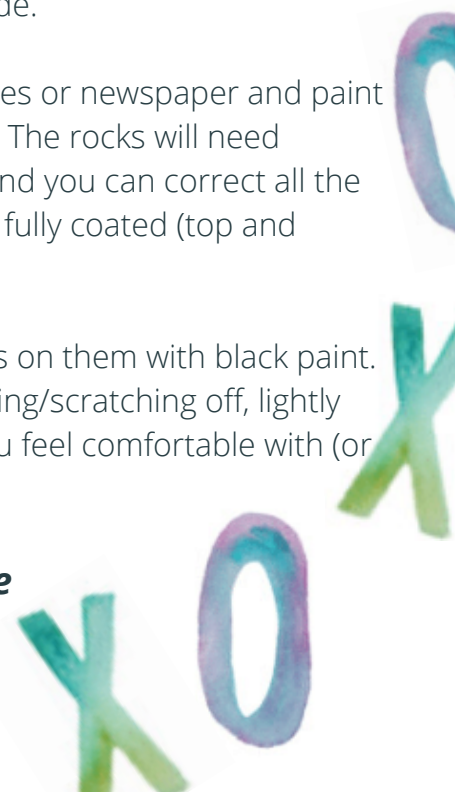 de.
es or newspaper and paint
The rocks will need
nd you can correct all the
fully coated (top and
s on them with black paint.
ing/scratching off, lightly
u feel comfortable with (or
e
O
X
O
X